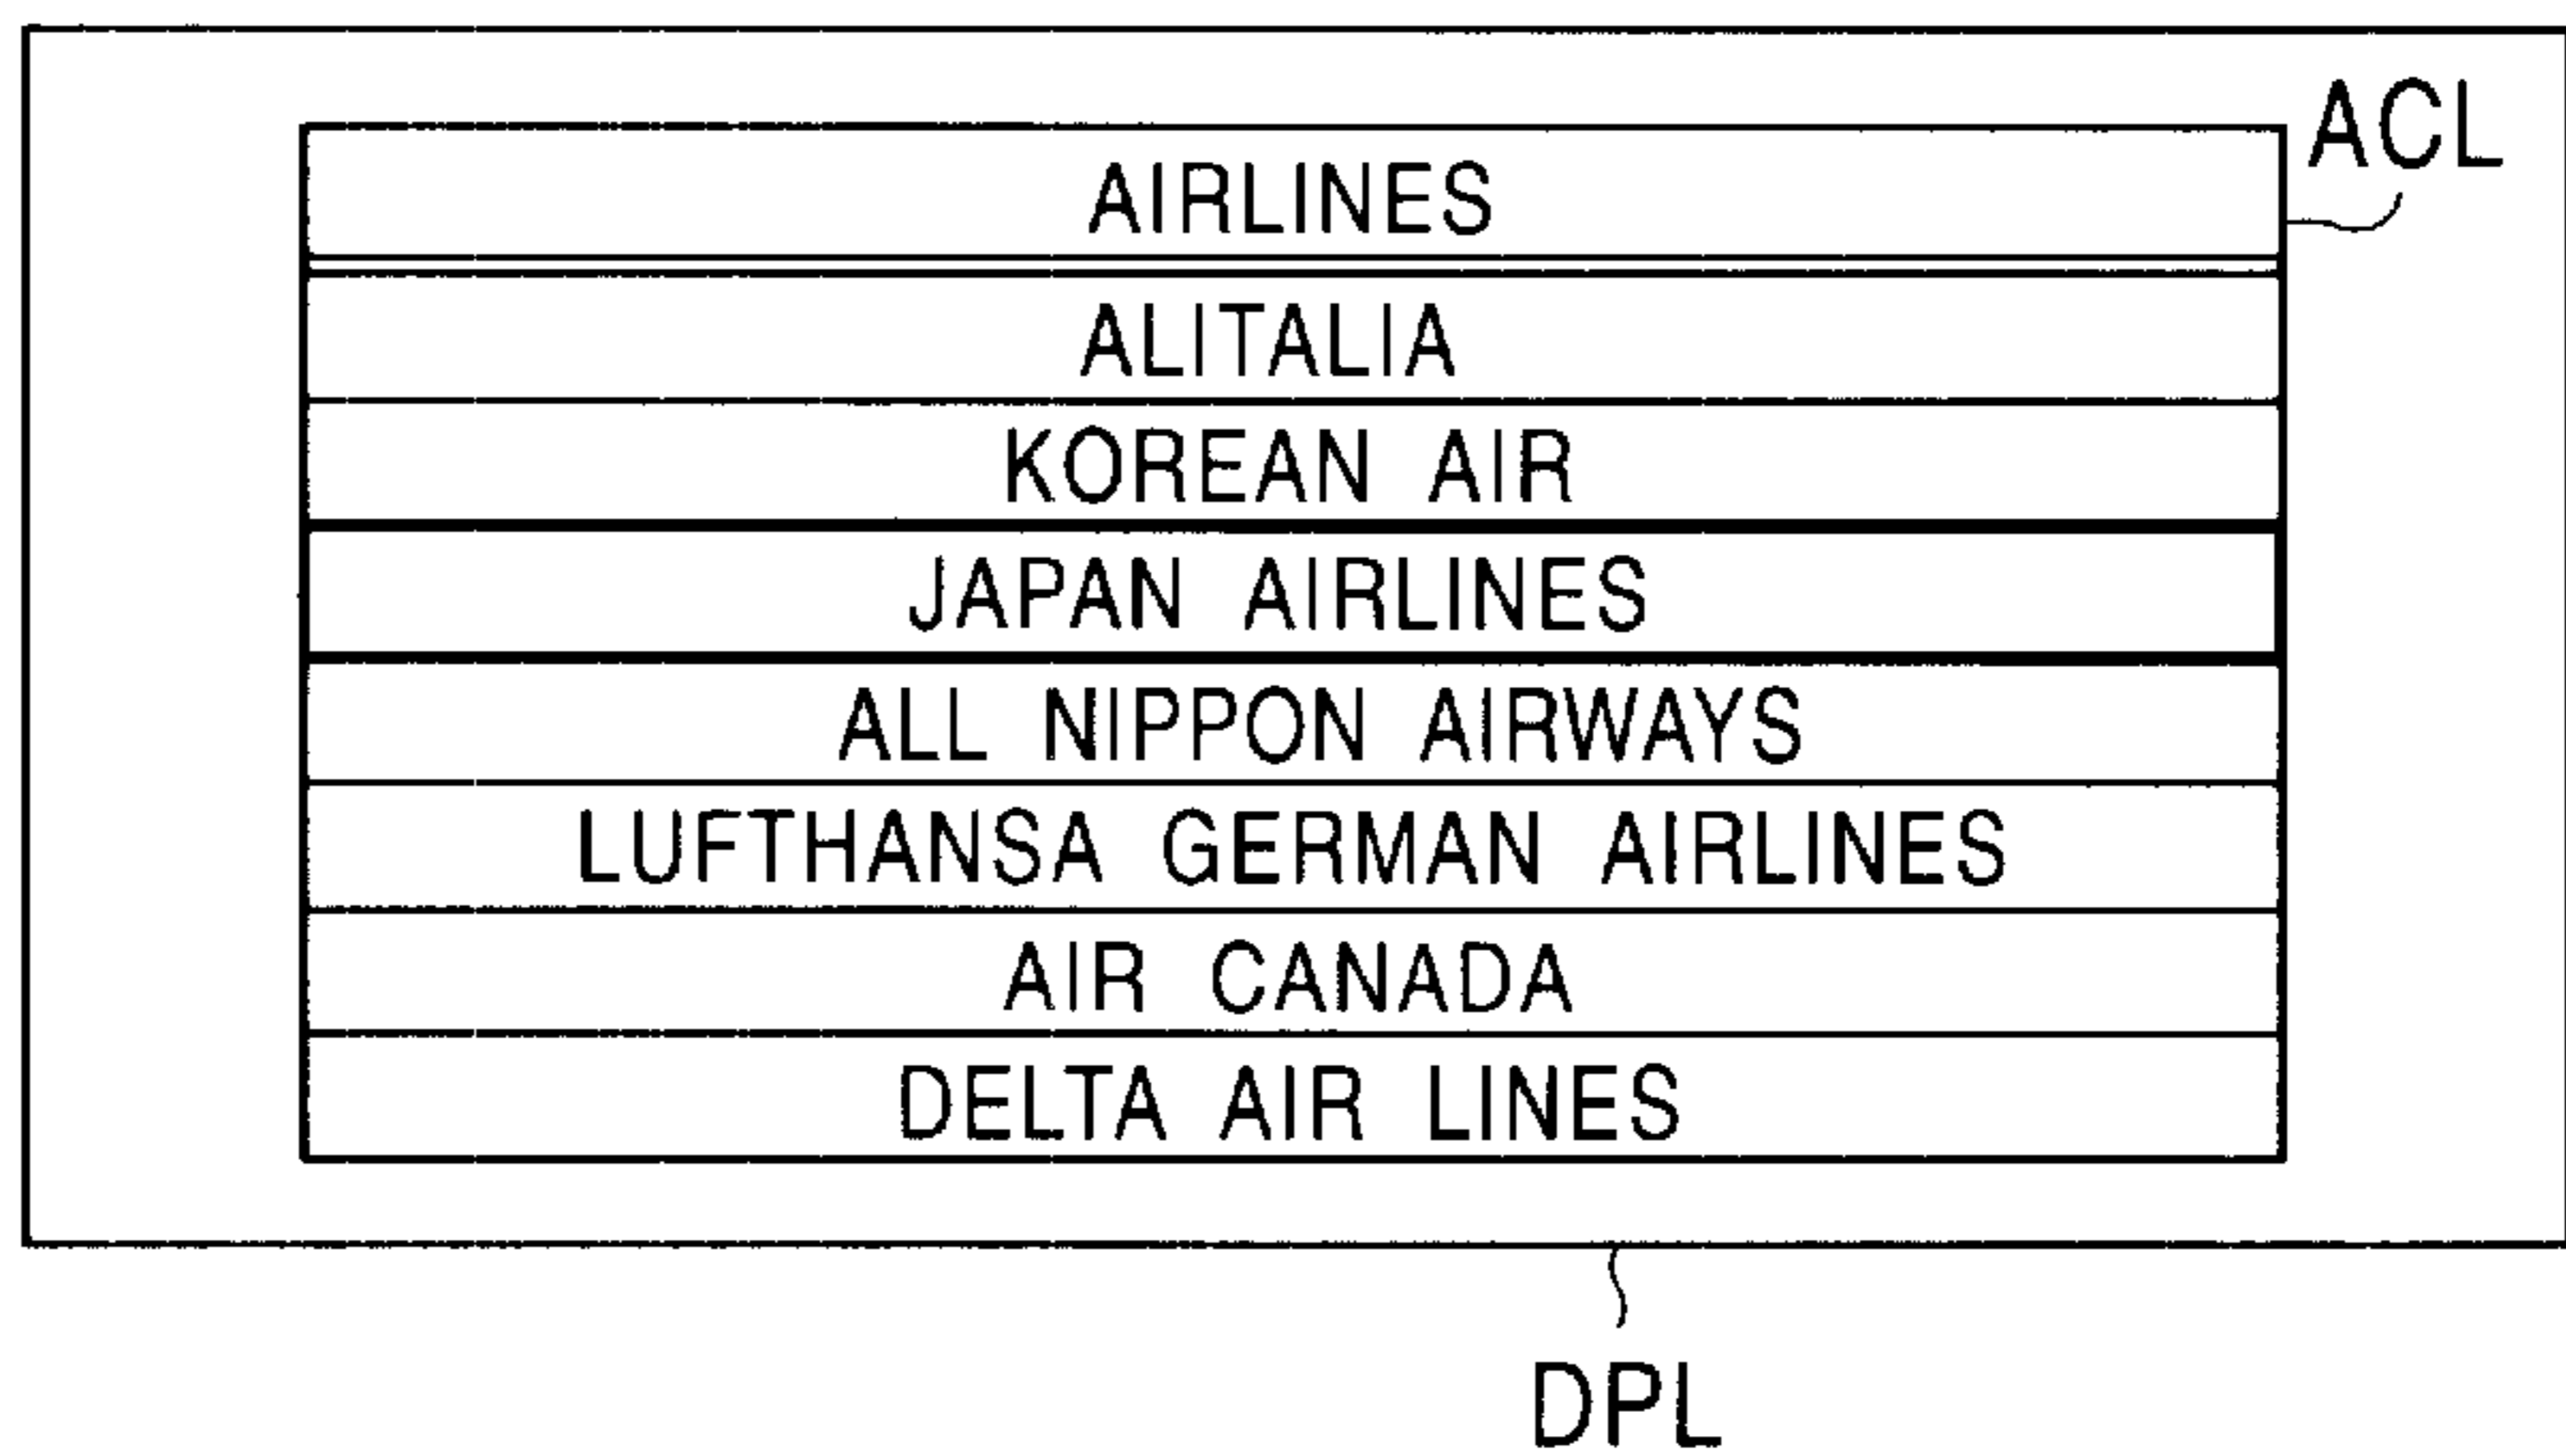 ACL
AIRLINES
ALITALIA
KOREAN AIR
JAPAN AIRLINES
ALL NIPPON AIRWAYS
LUFTHANSA GERMAN AIRLINES
AIR CANADA
DELTA AIR LINES
DPL